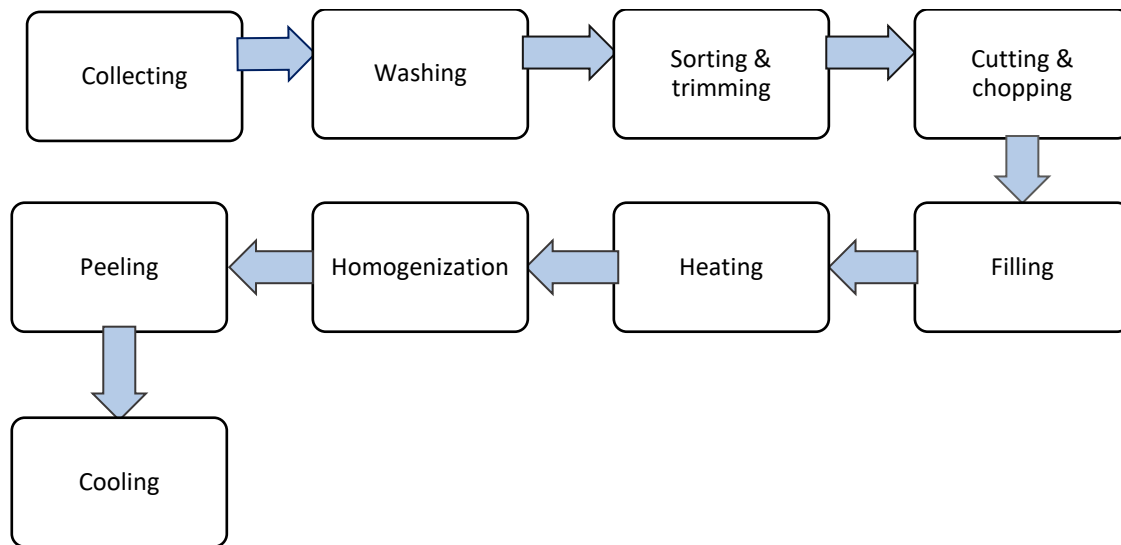 Collecting
Washing
Sorting &
trimming
Cutting &
chopping
Filling
Heating
Homogenization
Peeling
Cooling